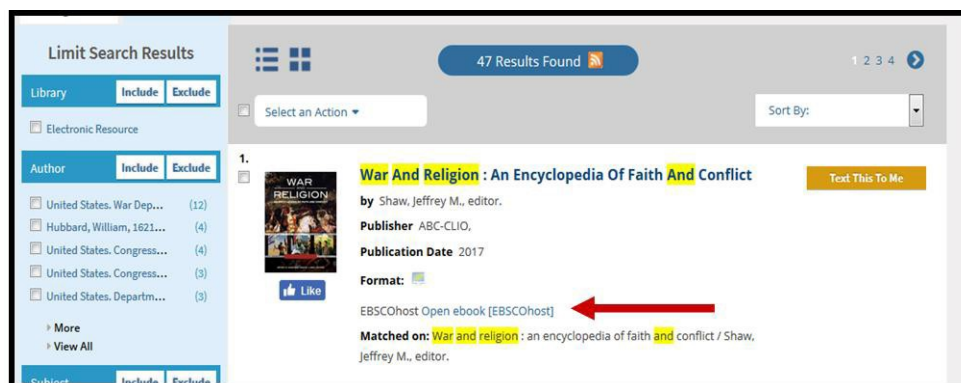 Limit Search Results
Library Include Exclude
Electronic Resource
Author Include Exclude
United States. War Dep... (12)
Hubbard, William, 1621... (4)
United States. Congress... (4)
United States. Congress... (3)
United States. Departm... (3)
More
View All
Subject Include Exclude
47 Results Found
1 2 3 4
Select an Action
Sort By:
1.
WAR
RELIGION
Like
War And Religion : An Encyclopedia Of Faith And Conflict
by Shaw, Jeffrey M., editor.
Publisher ABC-CLIO,
Publication Date 2017
Format:
EBSCOhost Open ebook [EBSCOhost]
Matched on: War and religion : an encyclopedia of faith and conflict / Shaw,
Jeffrey M., editor.
Text This To Me